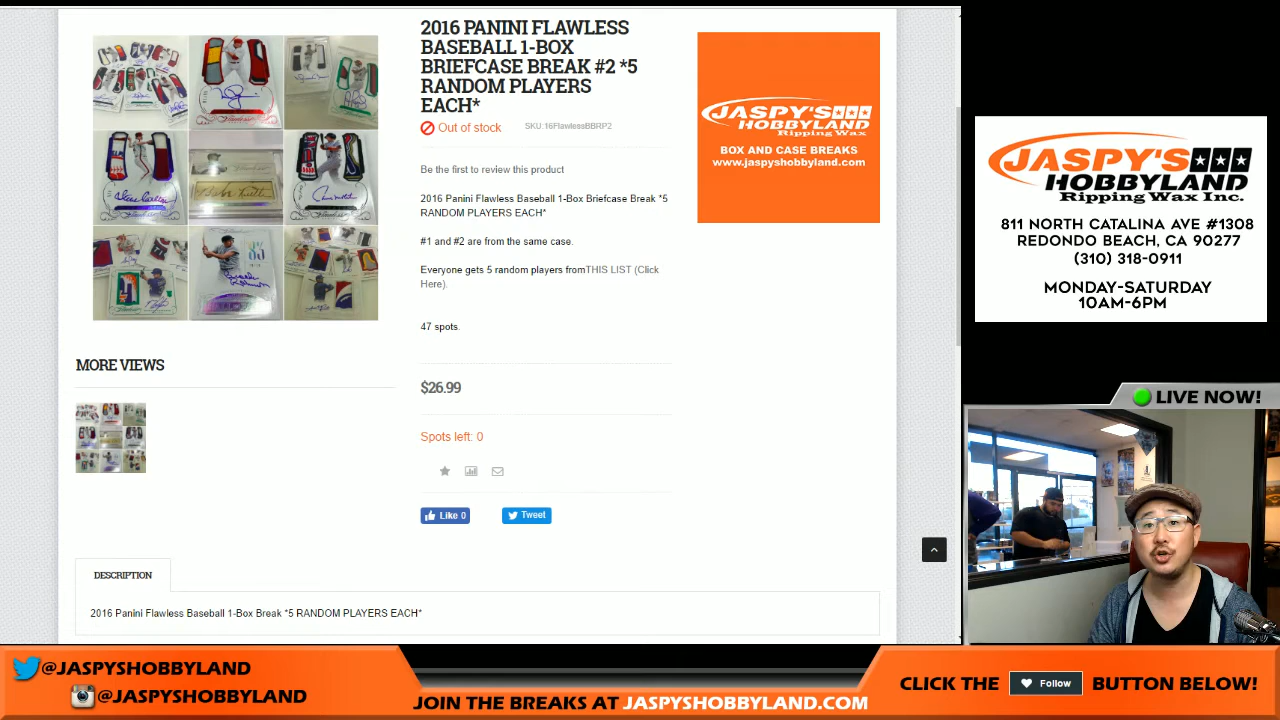 2016 PANINI FLAWLESS
BASEBALL 1-BOX
BRIEFCASE BREAK #2 *5
RANDOM PLAYERS
EACH*
Out of stock
SKU:16FlawlessBBRP2
Be the first to review this product
2016 Panini Flawless Baseball 1-Box Briefcase Break *5
RANDOM PLAYERS EACH*
#1 and #2 are from the same case.
Everyone gets 5 random players fromTHIS LIST (Click
Here).
47 spots.
$26.99
Spots left: 0
Like 0
Tweet
MORE VIEWS
DESCRIPTION
2016 Panini Flawless Baseball 1-Box Break *5 RANDOM PLAYERS EACH*
JASPY'S
HOBBYLAND
Ripping Wax
BOX AND CASE BREAKS
www.jaspyshobbyland.com
JASPY'S
HOBBYLAND
Ripping Wax Inc.
811 NORTH CATALINA AVE #1308
REDONDO BEACH, CA 90277
(310) 318-0911
MONDAY-SATURDAY
10AM-6PM
LIVE NOW!
@JASPYSHOBBYLAND
@JASPYSHOBBYLAND
JOIN THE BREAKS AT JASPYSHOBBYLAND.COM
CLICK THE Follow BUTTON BELOW!